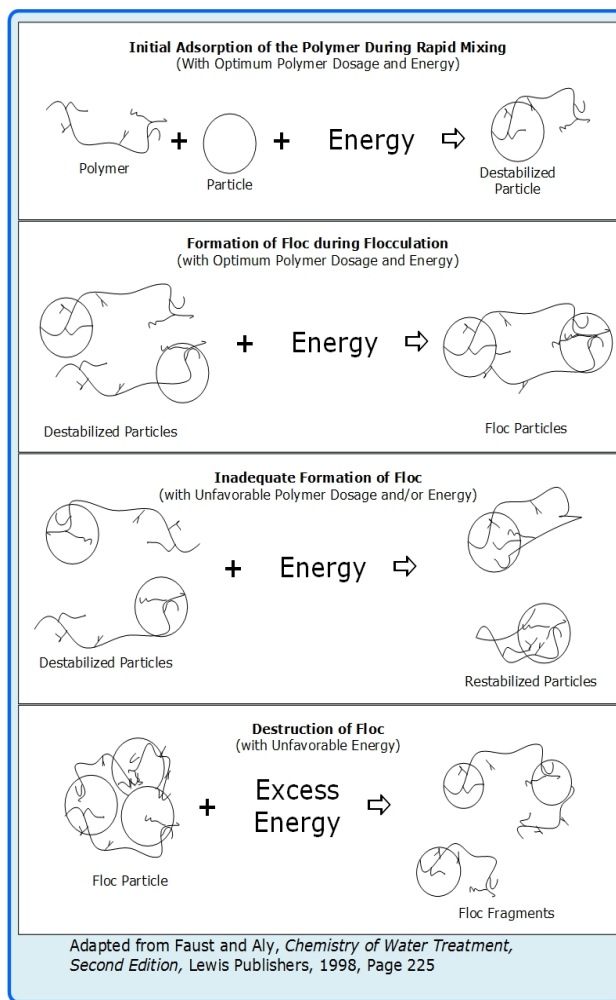 Initial Adsorption of the Polymer During Rapid Mixing
(With Optimum Polymer Dosage and Energy)
Polymer
+
Particle
+
Energy
⇨
Destabilized
Particle
Formation of Floc during Flocculation
(with Optimum Polymer Dosage and Energy)
Destabilized Particles
+
Energy
⇨
Floc Particles
Inadequate Formation of Floc
(with Unfavorable Polymer Dosage and/or Energy)
Destabilized Particles
+
Energy
⇨
Restabilized Particles
Destruction of Floc
(with Unfavorable Energy)
Floc Particle
+
Excess
Energy
⇨
Floc Fragments
Adapted from Faust and Aly, Chemistry of Water Treatment,
Second Edition, Lewis Publishers, 1998, Page 225